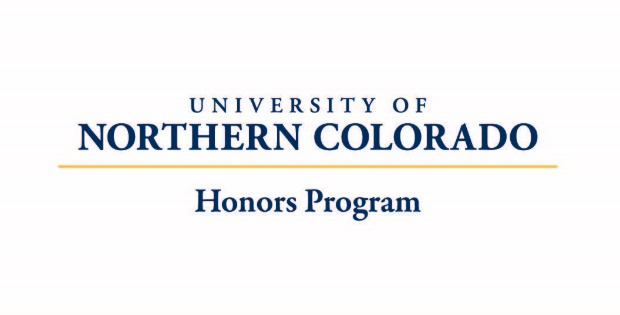 UNIVERSITY OF
NORTHERN COLORADO
Honors Program